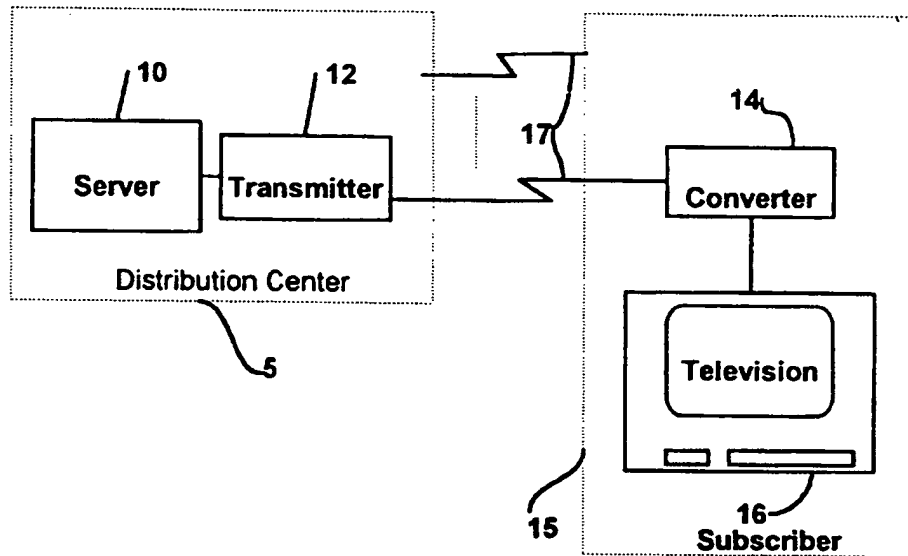 10
12
14
17
Server
Transmitter
Converter
Distribution Center
5
Television
15
16
Subscriber